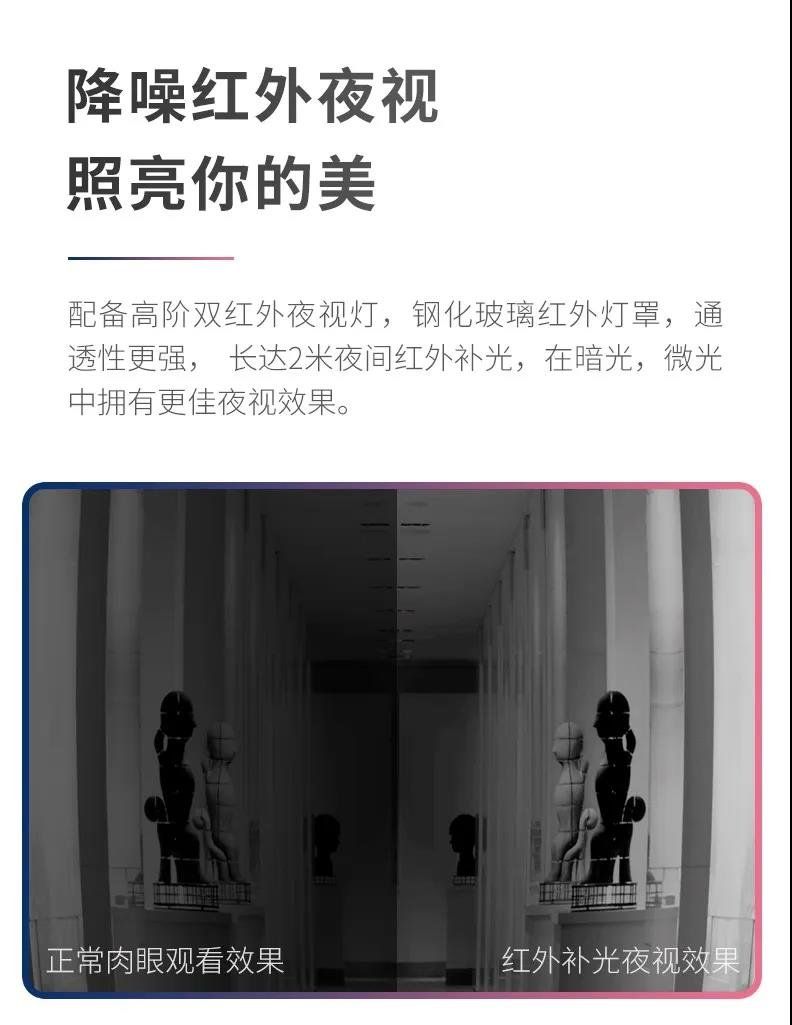 降噪红外夜视
照亮你的美
配备高阶双红外夜视灯，钢化玻璃红外灯罩，通
透性更强， 长达2米夜间红外补光，在暗光，微光
中拥有更佳夜视效果。
正常肉眼观看效果
红外补光夜视效果